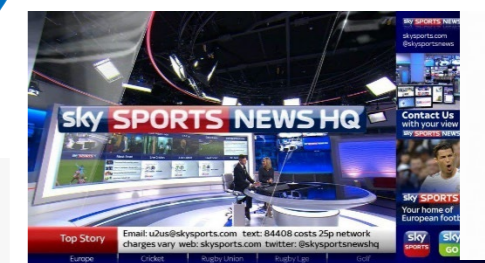 SKY SPORTS NEWS
skysports.com
@skysportsnews
sky SPORTS NEWS HQ
Contact Us
with your view
SKY SPORTS NEWS
sky SPORTS
Your home of
European footb
Top Story
Email: u2us@skysports.com text: 84408 costs 25p network
charges vary web: skysports.com twitter: @skysportsnewshq
sky
SPORTS
sky
GO
Europe Cricket Rugby Union Rugby Lge Golf